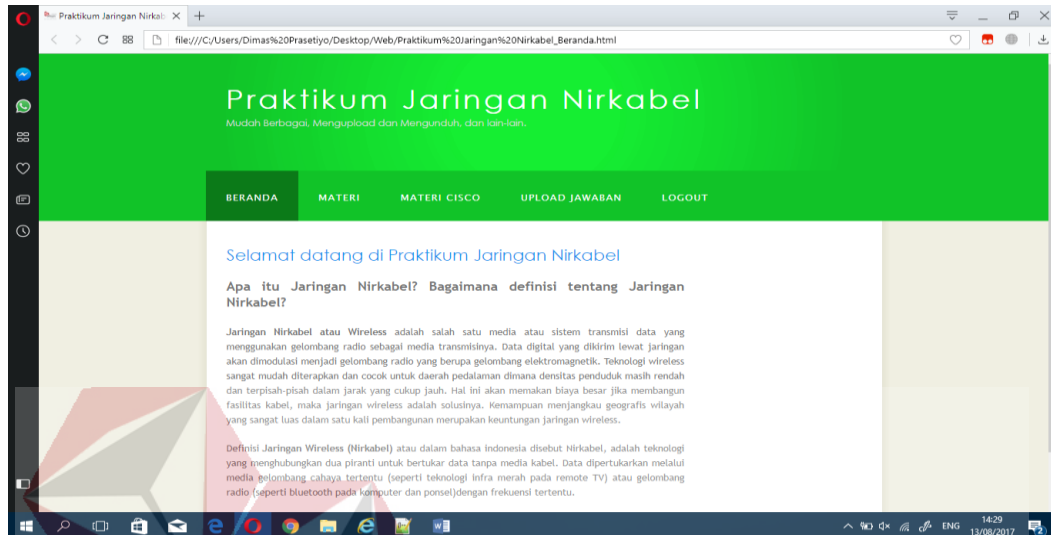 Praktikum Jaringan Nirkab
file:///C:/Users/Dimas%20Prasetiyo/Desktop/Web/Praktikum%20Jaringan%20Nirkabel_Beranda.html
Praktikum Jaringan Nirkabel
Mudah Berbagai, Mengupload dan Mengunduh, dan lain-lain.
BERANDA MATERI MATERI CISCO UPLOAD JAWABAN LOGOUT
Selamat datang di Praktikum Jaringan Nirkabel
Apa itu Jaringan Nirkabel? Bagaimana definisi tentang Jaringan
Nirkabel?
Jaringan Nirkabel atau Wireless adalah salah satu media atau sistem transmisi data yang
menggunakan gelombang radio sebagai media transmisinya. Data digital yang dikirim lewat jaringan
akan dimodulasi menjadi gelombang radio yang berupa gelombang elektromagnetik. Teknologi wireless
sangat mudah diterapkan dan cocok untuk daerah pedalaman dimana densitas penduduk masih rendah
dan terpisah-pisah dalam jarak yang cukup jauh. Hal ini akan memakan biaya besar jika membangun
fasilitas kabel, maka jaringan wireless adalah solusinya. Kemampuan menjangkau geografis wilayah
yang sangat luas dalam satu kali pembangunan merupakan keuntungan jaringan wireless.
Definisi Jaringan Wireless (Nirkabel) atau dalam bahasa indonesia disebut Nirkabel, adalah teknologi
yang menghubungkan dua piranti untuk bertukar data tanpa media kabel. Data dipertukarkan melalui
media gelombang cahaya tertentu (seperti teknologi infra merah pada remote TV) atau gelombang
radio (seperti bluetooth pada komputer dan ponsel)dengan frekuensi tertentu.
ENG
14:29
13/08/2017